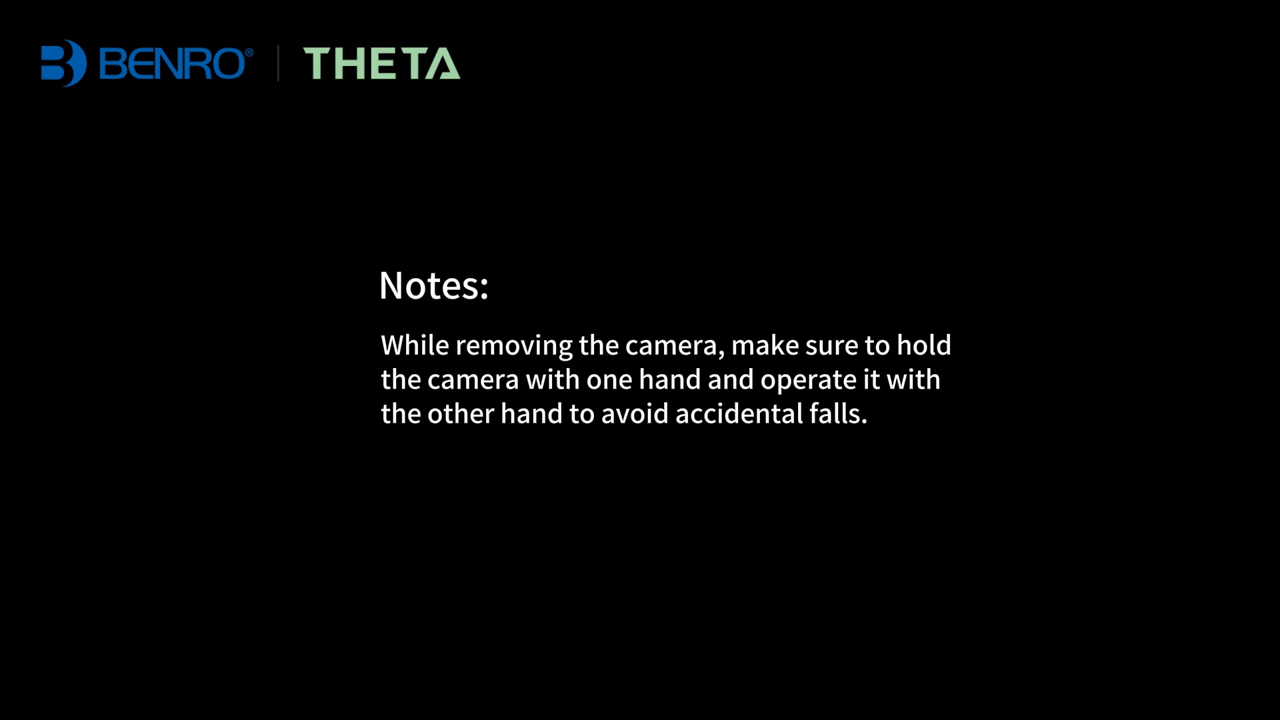 BENRO® | THETA
Notes:
While removing the camera, make sure to hold
the camera with one hand and operate it with
the other hand to avoid accidental falls.